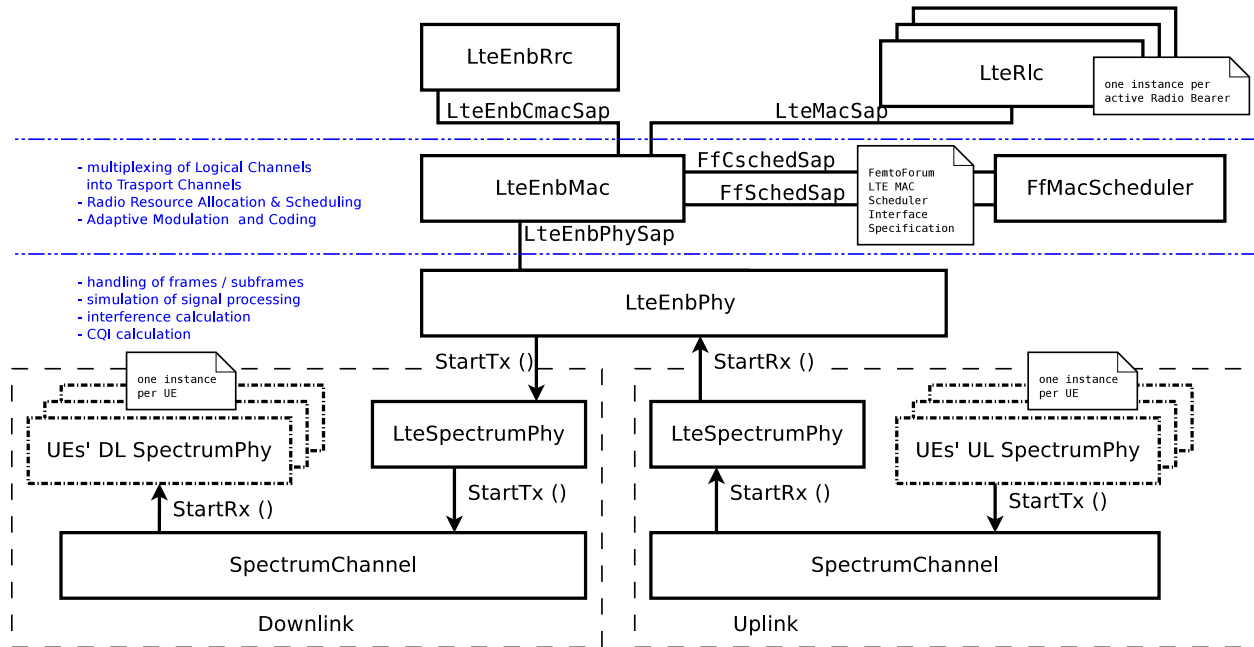 LteEnbRrc
LteRlc
one instance per
active Radio Bearer
LteEnbCmacSap
LteMacSap
- multiplexing of Logical Channels
into Trasport Channels
- Radio Resource Allocation & Scheduling
- Adaptive Modulation and Coding
LteEnbMac
FfCschedSap
FfSchedSap
FemtoForum
LTE MAC
Scheduler
Interface
Specification
FfMacScheduler
LteEnbPhySap
- handling of frames / subframes
- simulation of signal processing
- interference calculation
- CQI calculation
LteEnbPhy
StartTx ()
StartRx ()
one instance
per UE
UEs' DL SpectrumPhy
LteSpectrumPhy
LteSpectrumPhy
one instance
per UE
UEs' UL SpectrumPhy
StartRx ()
StartTx ()
StartRx ()
StartTx ()
SpectrumChannel
SpectrumChannel
Downlink
Uplink